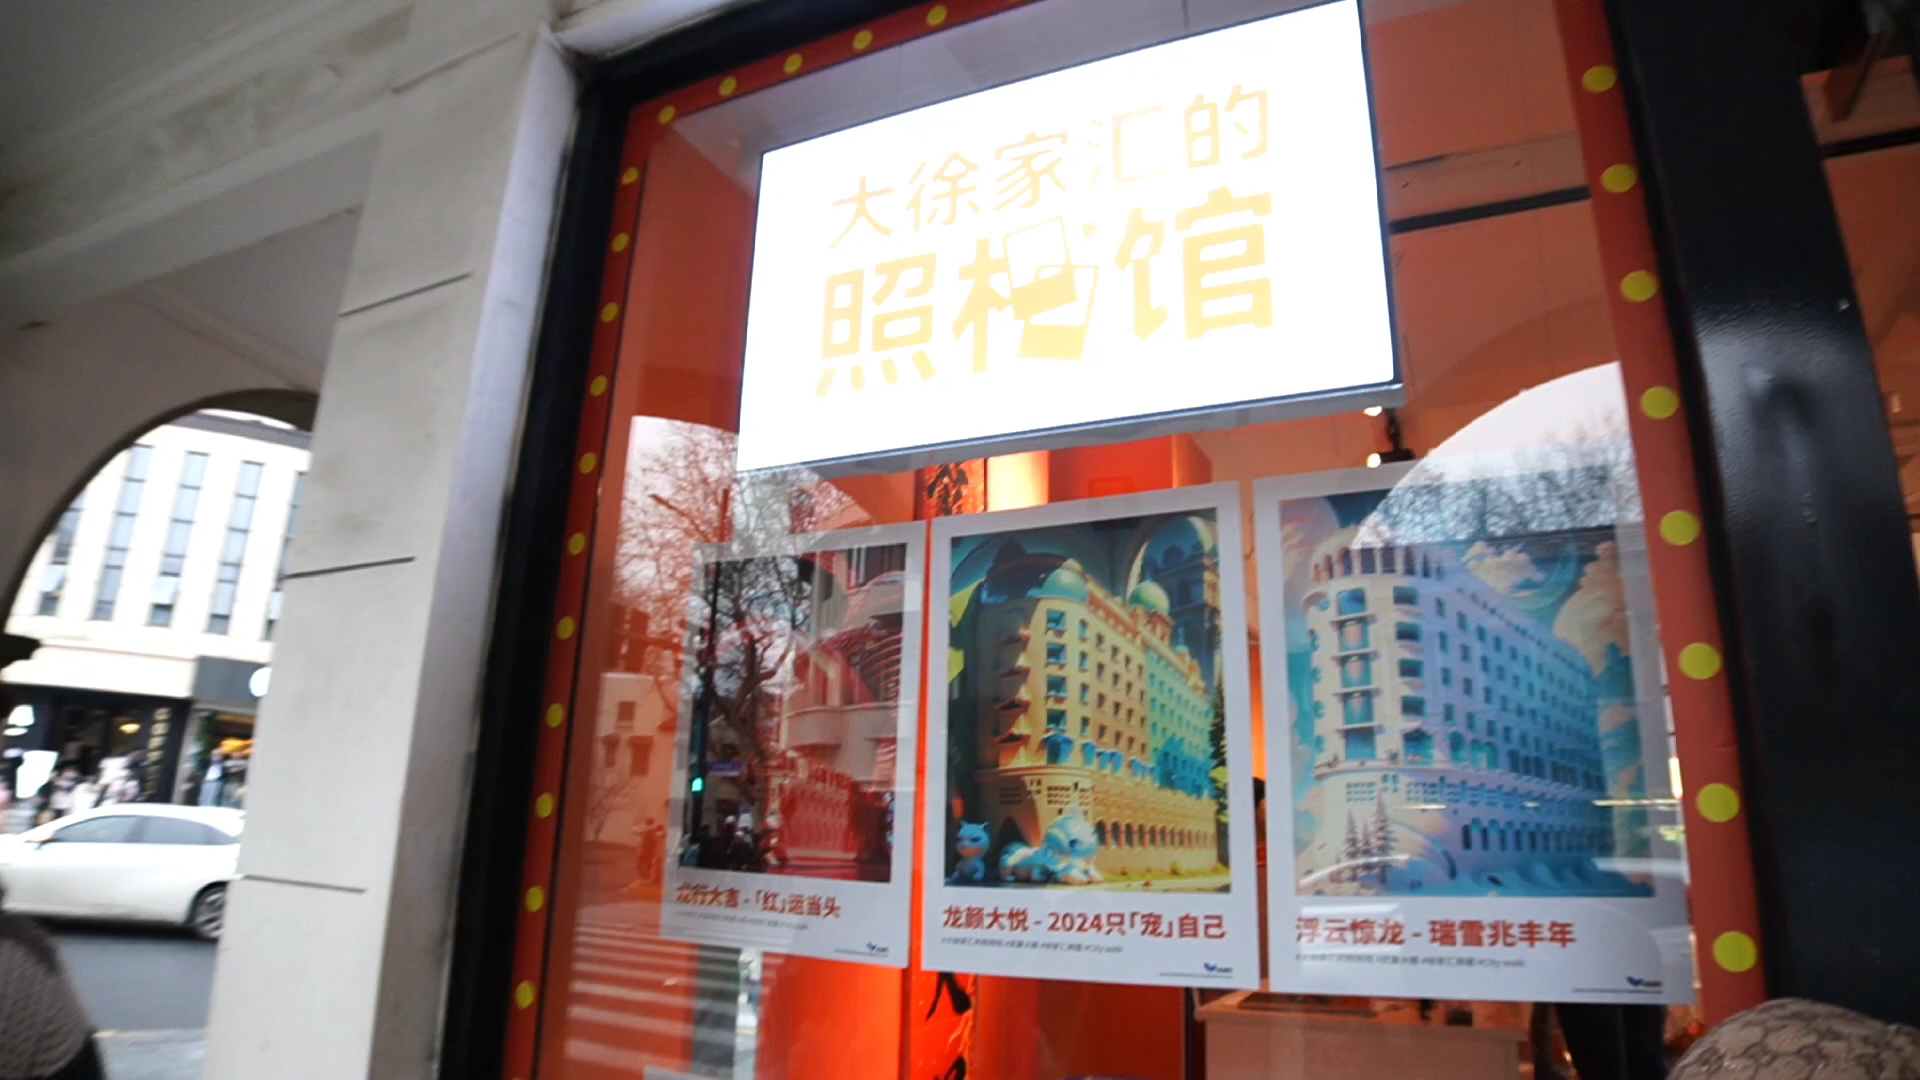 大徐家汇的
照相馆
龙行大吉 - 「红」运当头
龙颜大悦 - 2024只「宠」自己
浮云惊龙 - 瑞雪兆丰年